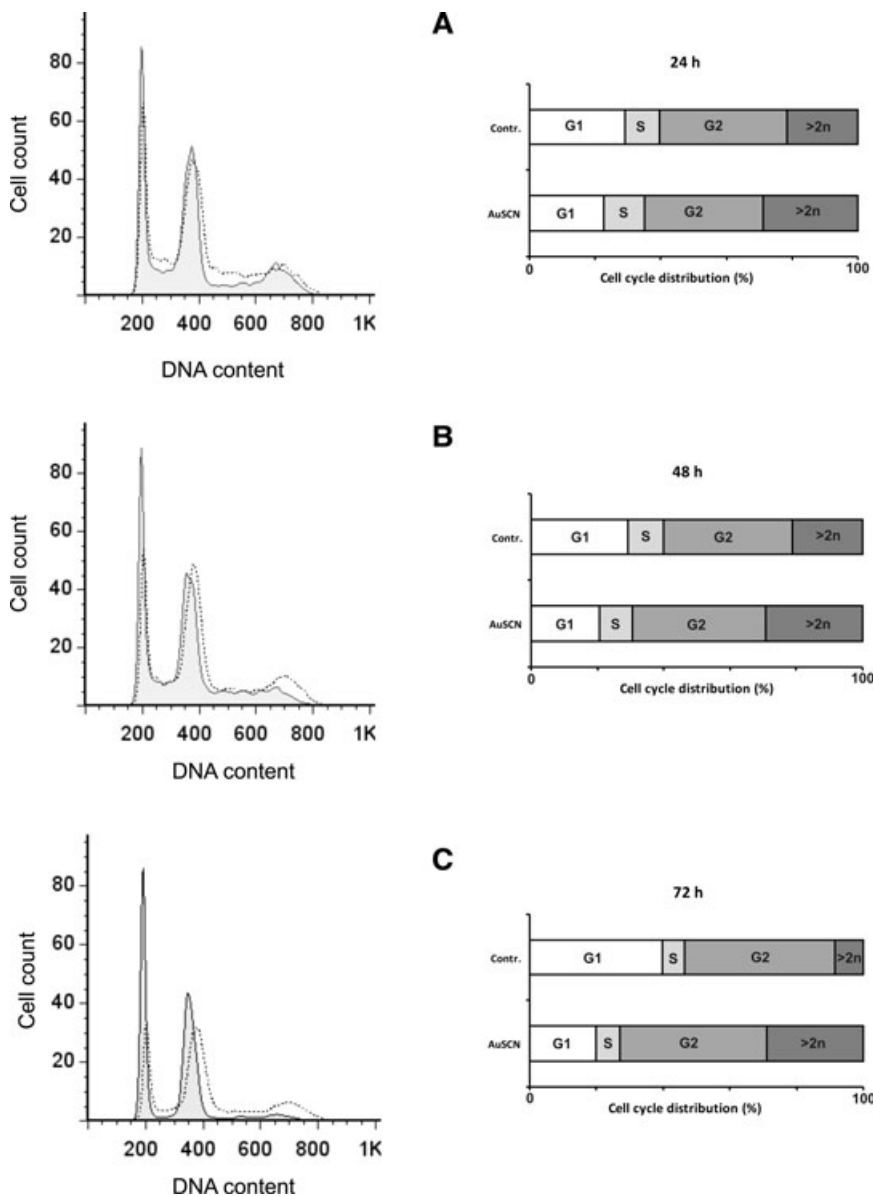 A
80
60
40
20
Cell count
200 400 600 800 1K
DNA content
24 h
Contr.
G1 S G2 >2n
AuSCN
G1 S G2 >2n
0 100
Cell cycle distribution (%)
B
80
60
40
20
Cell count
200 400 600 800 1K
DNA content
48 h
Contr.
G1 S G2 >2n
AuSCN
G1 S G2 >2n
0 100
Cell cycle distribution (%)
C
80
60
40
20
Cell count
200 400 600 800 1K
DNA content
72 h
Contr.
G1 S G2 >2n
AuSCN
G1 S G2 >2n
0 100
Cell cycle distribution (%)